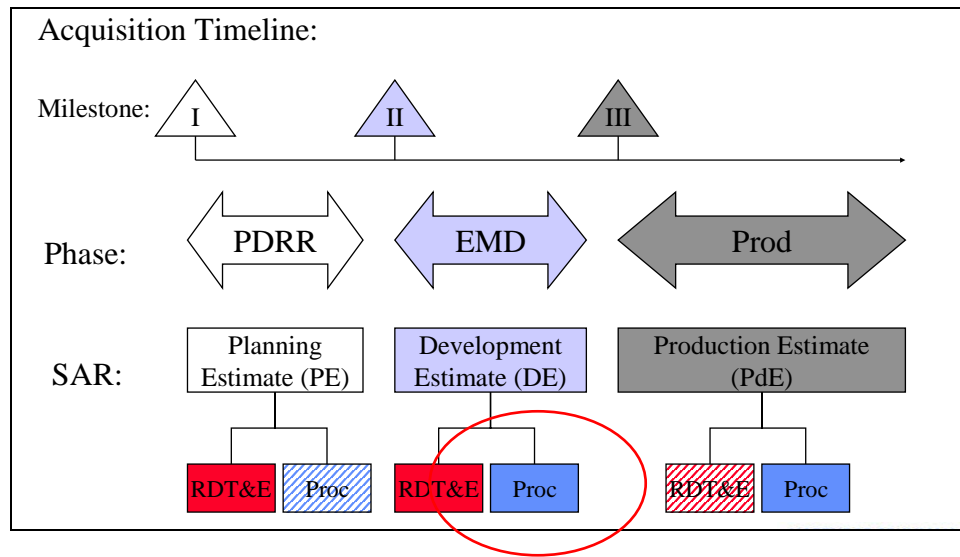 Acquisition Timeline:
Milestone:
I
II
III
Phase:
PDRR
EMD
Prod
SAR:
Planning
Estimate (PE)
Development
Estimate (DE)
Production Estimate
(PdE)
RDT&E
Proc
RDT&E
Proc
RDT&E
Proc